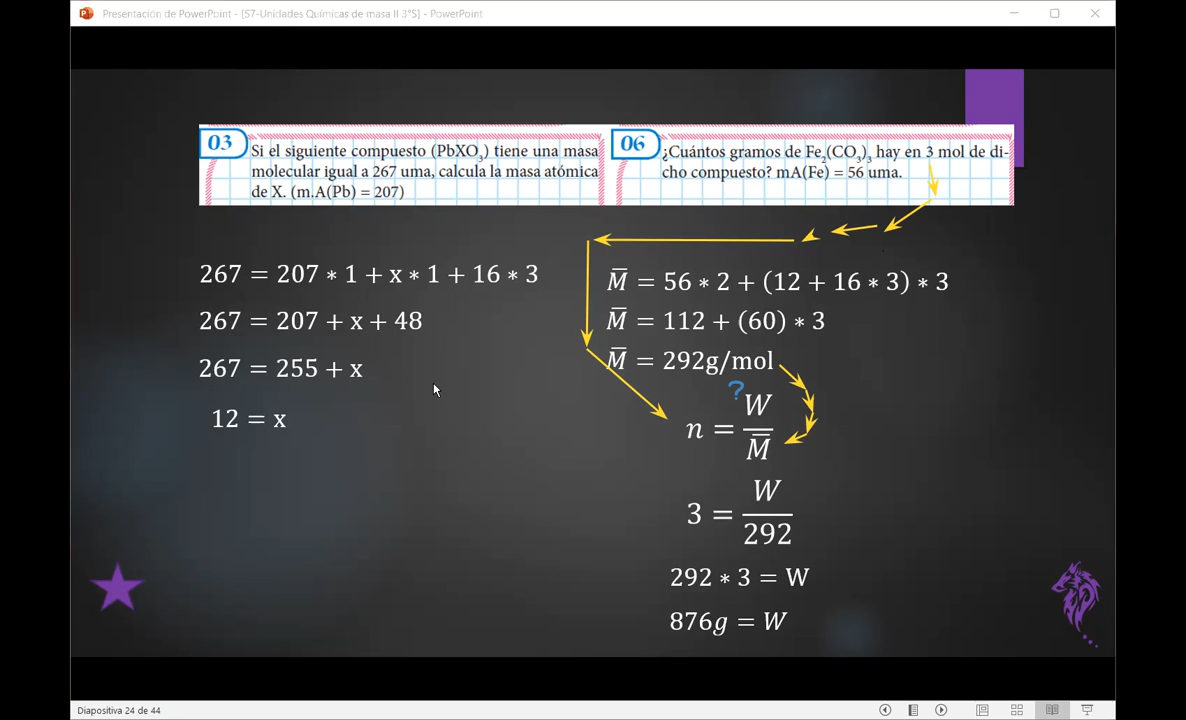 Presentación de PowerPoint - [S7-Unidades Químicas de masa II 3°S] - PowerPoint
03
Si el siguiente compuesto (PbXO₃) tiene una masa
molecular igual a 267 uma, calcula la masa atómica
de X. (m.A(Pb) = 207)
267 = 207 ∗ 1 + x ∗ 1 + 16 ∗ 3
267 = 207 + x + 48
267 = 255 + x
12 = x
06
¿Cuántos gramos de Fe₂(CO₃)₃ hay en 3 mol de di-
cho compuesto? mA(Fe) = 56 uma.
M̅ = 56 ∗ 2 + (12 + 16 ∗ 3) ∗ 3
M̅ = 112 + (60) ∗ 3
M̅ = 292g/mol
?
n = W/M̅
3 = W/292
292 ∗ 3 = W
876g = W
Diapositiva 24 de 44